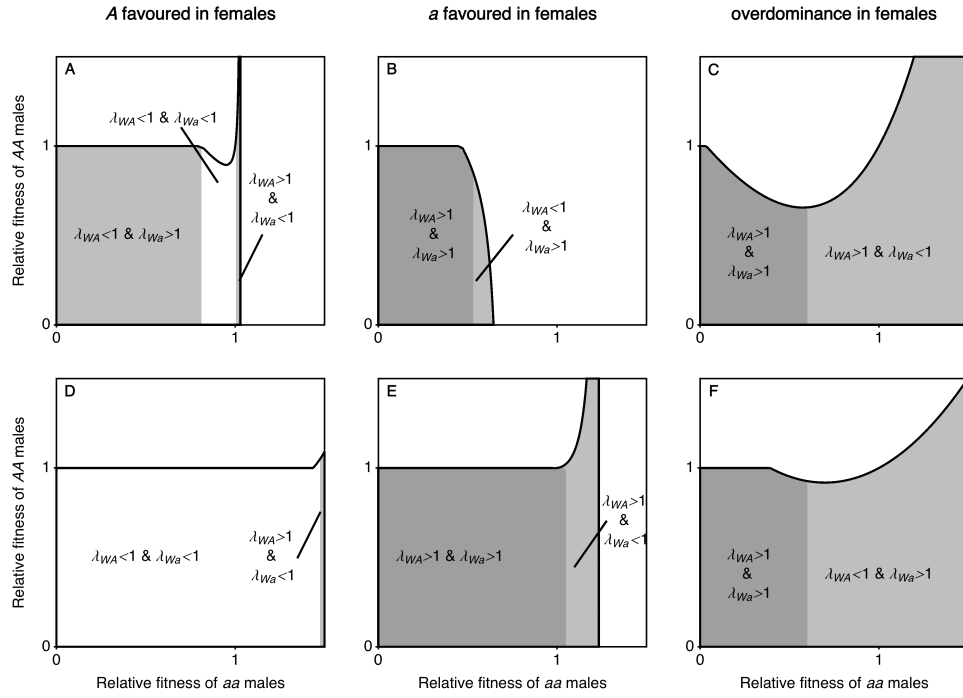 A favoured in females
a favoured in females
overdominance in females
A
B
C
Relative fitness of AA males
1
0
0
1
λWA<1 & λWa<1
λWA<1 & λWa>1
λWA>1
&
λWa<1
1
0
0
1
λWA>1
&
λWa>1
λWA<1
&
λWa>1
1
0
0
1
λWA>1
&
λWa>1
λWA>1 & λWa<1
D
E
F
Relative fitness of AA males
1
0
0
1
λWA<1 & λWa<1
λWA>1
&
λWa<1
1
0
0
1
λWA>1 & λWa>1
λWA>1
&
λWa<1
1
0
0
1
λWA>1
&
λWa>1
λWA<1 & λWa>1
Relative fitness of aa males
Relative fitness of aa males
Relative fitness of aa males